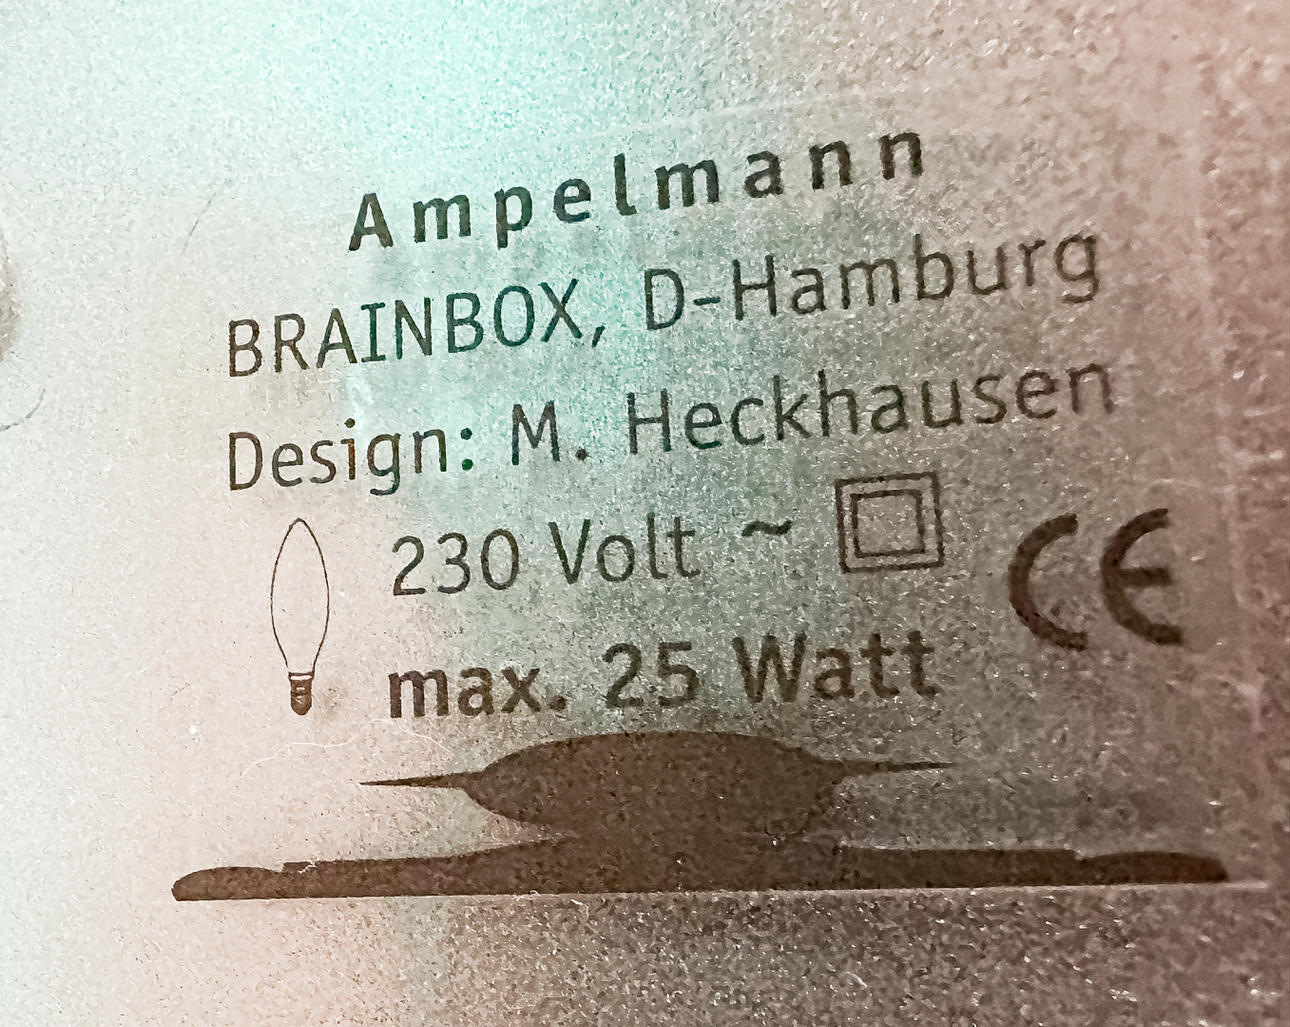 Ampelmann
BRAINBOX, D-Hamburg
Design: M. Heckhausen
230 Volt ~
CE
max. 25 Watt